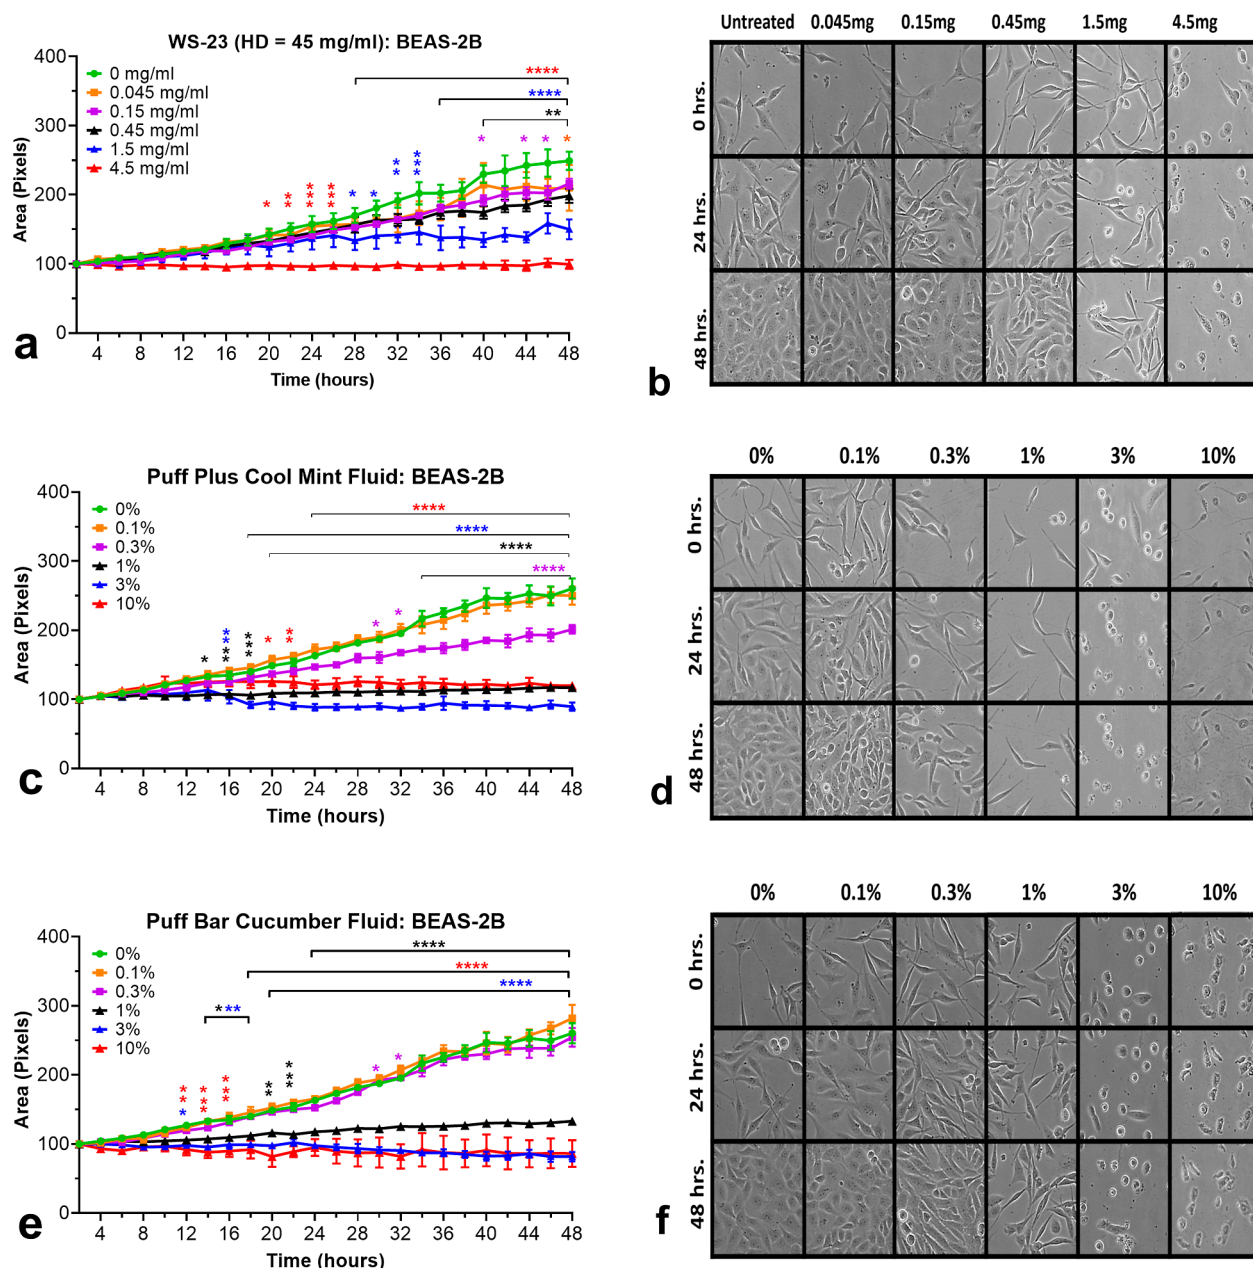 WS-23 (HD = 45 mg/ml): BEAS-2B
Area (Pixels)
400
300
200
100
0
0 mg/ml
0.045 mg/ml
0.15 mg/ml
0.45 mg/ml
1.5 mg/ml
4.5 mg/ml
****
****
**
* ** *** *** * * ** *** * * * *
4 8 12 16 20 24 28 32 36 40 44 48
Time (hours)
a
Untreated 0.045mg 0.15mg 0.45mg 1.5mg 4.5mg
0 hrs.
24 hrs.
48 hrs.
b
Puff Plus Cool Mint Fluid: BEAS-2B
Area (Pixels)
400
300
200
100
0
0%
0.1%
0.3%
1%
3%
10%
****
****
****
****
* **** *** * ** * *
4 8 12 16 20 24 28 32 36 40 44 48
Time (hours)
c
0% 0.1% 0.3% 1% 3% 10%
0 hrs.
24 hrs.
48 hrs.
d
Puff Bar Cucumber Fluid: BEAS-2B
Area (Pixels)
400
300
200
100
0
0%
0.1%
0.3%
1%
3%
10%
****
****
****
***
** * *** *** ** *** * *
4 8 12 16 20 24 28 32 36 40 44 48
Time (hours)
e
0% 0.1% 0.3% 1% 3% 10%
0 hrs.
24 hrs.
48 hrs.
f